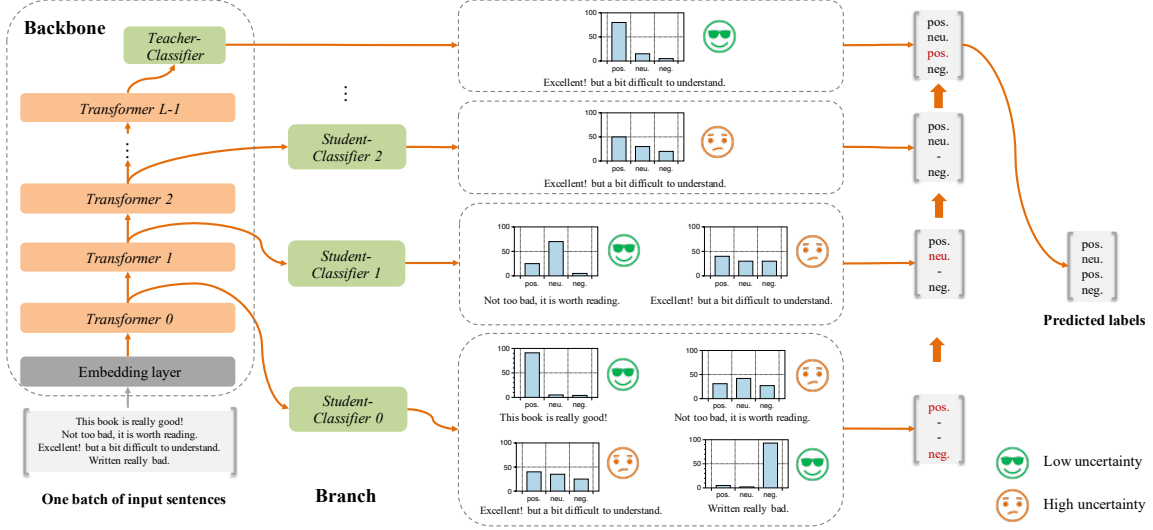 Backbone
Teacher-
Classifier
Transformer L-1
...
Transformer 2
Transformer 1
Transformer 0
Embedding layer
This book is really good!
Not too bad, it is worth reading.
Excellent! but a bit difficult to understand.
Written really bad.
One batch of input sentences
...
Student-
Classifier 2
Student-
Classifier 1
Student-
Classifier 0
Branch
100
50
0
pos. neu. neg.
Excellent! but a bit difficult to understand.
100
50
0
pos. neu. neg.
Excellent! but a bit difficult to understand.
100
50
0
pos. neu. neg.
Not too bad, it is worth reading.
100
50
0
pos. neu. neg.
Excellent! but a bit difficult to understand.
100
50
0
pos. neu. neg.
This book is really good!
100
50
0
pos. neu. neg.
Not too bad, it is worth reading.
100
50
0
pos. neu. neg.
Excellent! but a bit difficult to understand.
100
50
0
pos. neu. neg.
Written really bad.
pos.
neu.
pos.
neg.
pos.
neu.
-
neg.
pos.
neu.
-
neg.
pos.
-
-
neg.
pos.
neu.
pos.
neg.
Predicted labels
Low uncertainty
High uncertainty